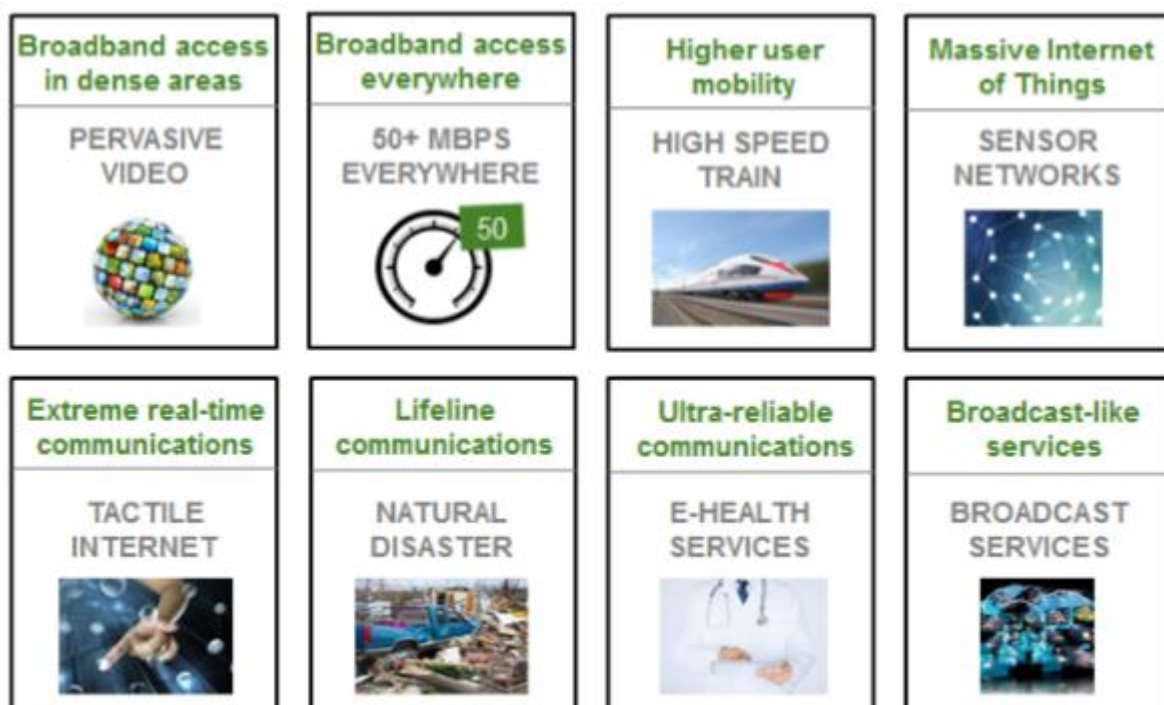 Broadband access
in dense areas
PERVASIVE
VIDEO
Broadband access
everywhere
50+ MBPS
EVERYWHERE
50
Higher user
mobility
HIGH SPEED
TRAIN
Massive Internet
of Things
SENSOR
NETWORKS
Extreme real-time
communications
TACTILE
INTERNET
Lifeline
communications
NATURAL
DISASTER
Ultra-reliable
communications
E-HEALTH
SERVICES
Broadcast-like
services
BROADCAST
SERVICES